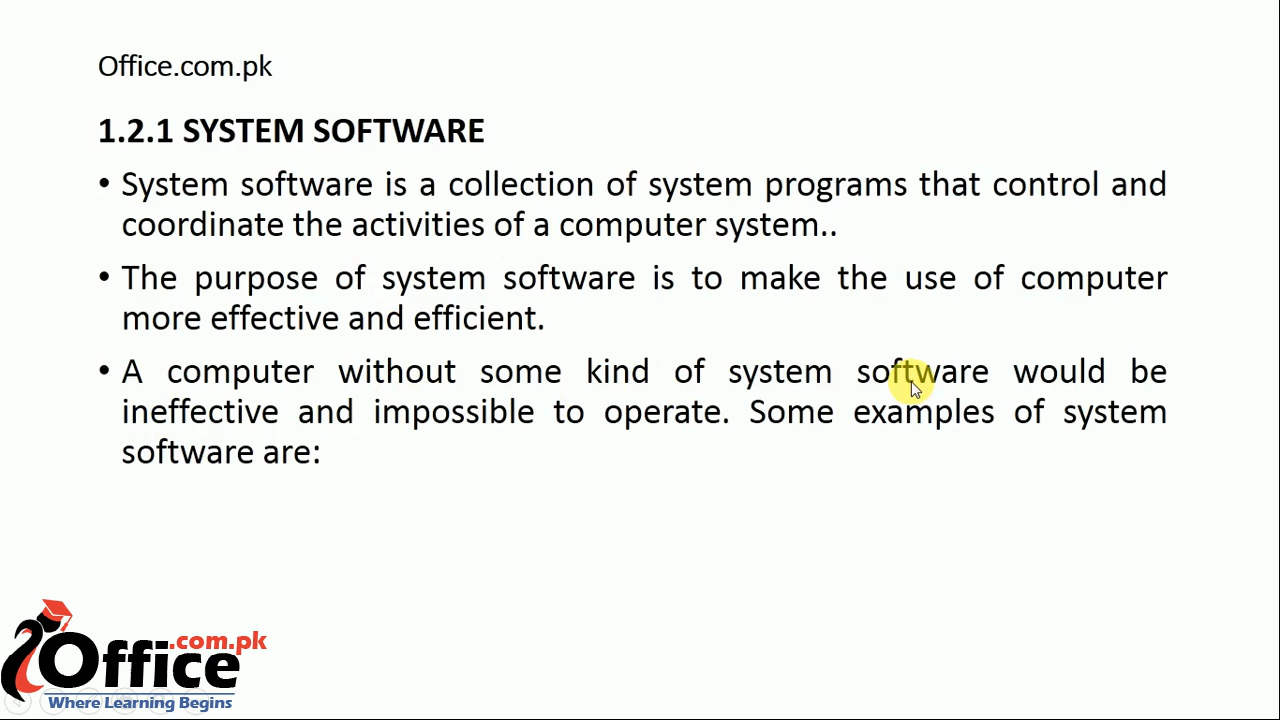 Office.com.pk
1.2.1 SYSTEM SOFTWARE
• System software is a collection of system programs that control and
coordinate the activities of a computer system..
• The purpose of system software is to make the use of computer
more effective and efficient.
• A computer without some kind of system software would be
ineffective and impossible to operate. Some examples of system
software are:
Office.com.pk
Where Learning Begins